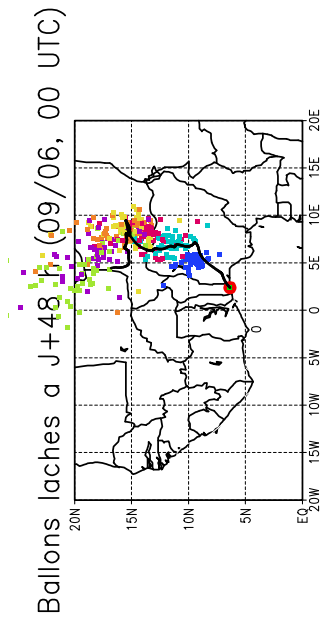 Ballons laches a J+48 (09/06, 00 UTC)
20N
15N
10N
5N
EQ
20W
15W
10W
5W
0
5E
10E
15E
20E
0